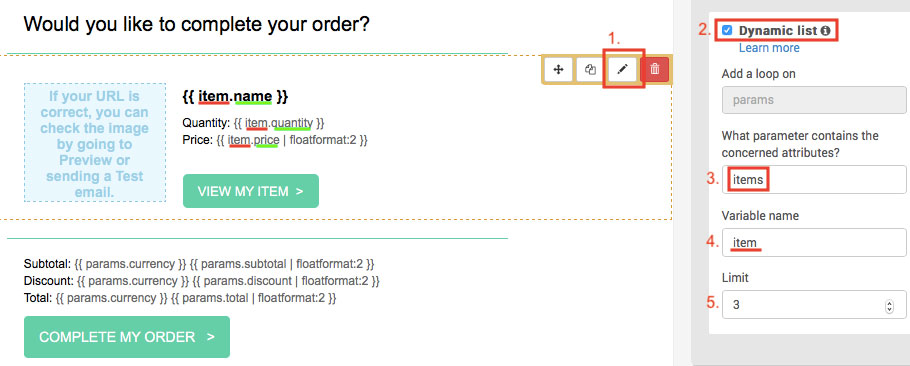 Would you like to complete your order?
1.
If your URL is
correct, you can
check the image
by going to
Preview or
sending a Test
email.
{{ item.name }}
Quantity: {{ item.quantity }}
Price: {{ item.price | floatformat:2 }}
VIEW MY ITEM >
Subtotal: {{ params.currency }} {{ params.subtotal | floatformat:2 }}
Discount: {{ params.currency }} {{ params.discount | floatformat:2 }}
Total: {{ params.currency }} {{ params.total | floatformat:2 }}
COMPLETE MY ORDER >
2. Dynamic list
Learn more
Add a loop on
params
What parameter contains the
concerned attributes?
3. items
Variable name
4. item
Limit
5. 3